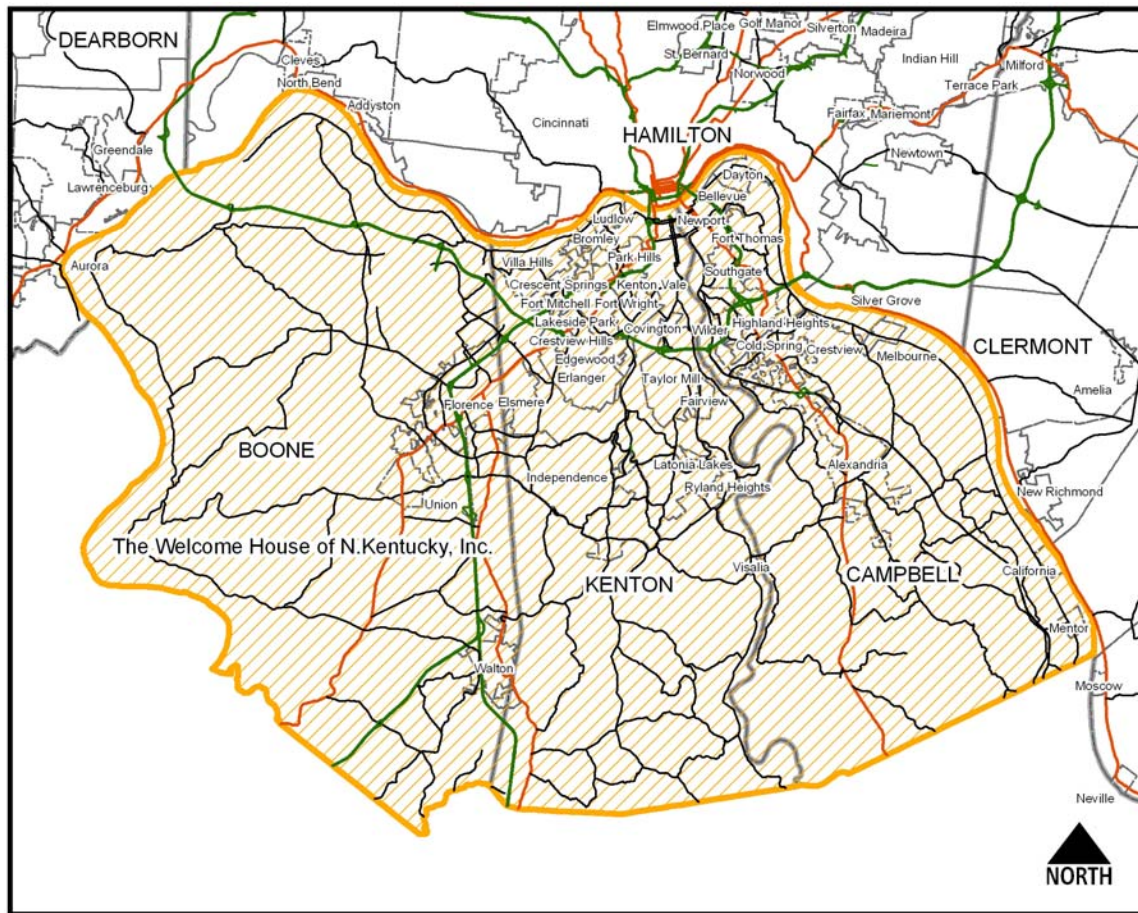 Elmwood Place
Golf Manor
Silverton
Madeira
DEARBORN
St. Bernard
Cleves
Indian Hill
Milford
Norwood
North Bend
Terrace Park
Addyston
Fairfax
Mariemont
Cincinnati
HAMILTON
Greendale
Newtown
Dayton
Lawrenceburg
Bellevue
Ludlow
Newport
Bromley
Fort Thomas
Park Hills
Villa Hills
Aurora
Southgate
Crescent Springs
Kenton Vale
Fort Mitchell
Fort Wright
Silver Grove
Lakeside Park
Covington
Wilder
Highland Heights
Crestview Hills
Cold Spring
Crestview
CLERMONT
Edgewood
Melbourne
Erlanger
Taylor Mill
Amelia
Fairview
Florence
Elsmere
BOONE
Latonia Lakes
Alexandria
Independence
Ryland Heights
New Richmond
Union
The Welcome House of N.Kentucky, Inc.
Visalia
CAMPBELL
California
KENTON
Mentor
Walton
Moscow
Neville
NORTH